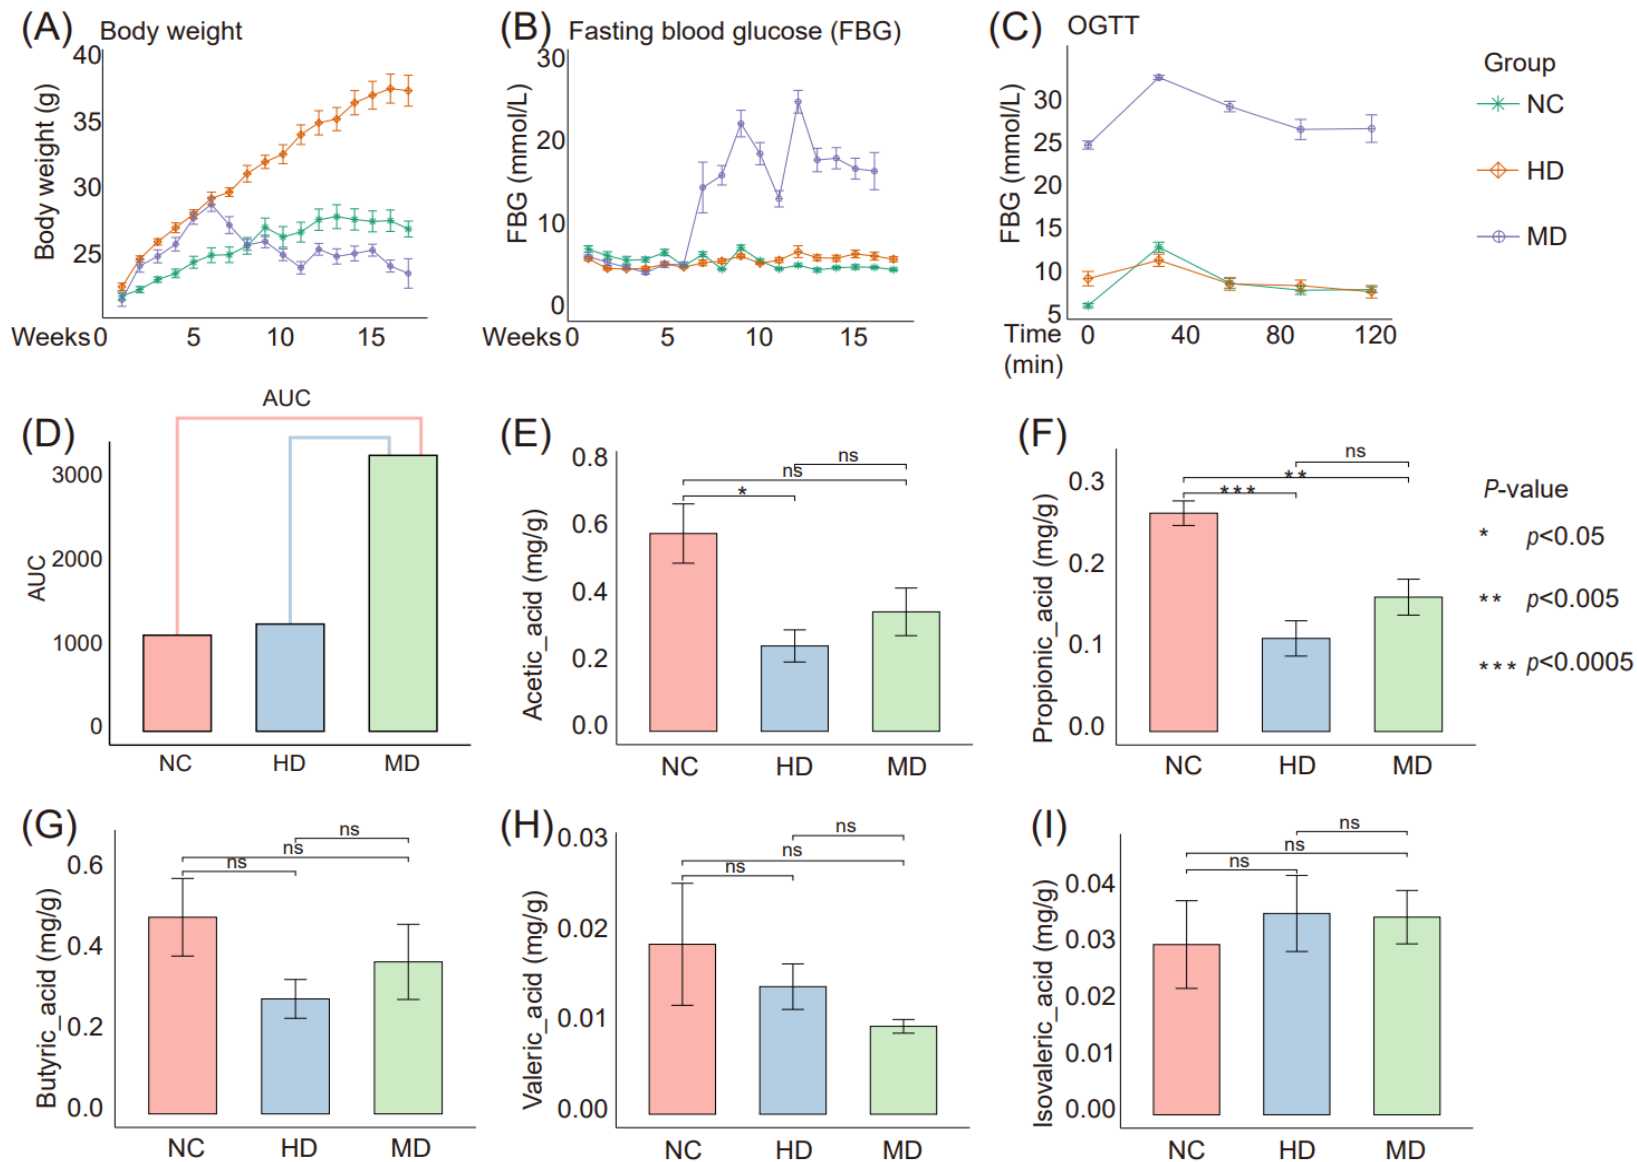 (A) Body weight
Body weight (g)
40
35
30
25
Weeks 0 5 10 15
(B) Fasting blood glucose (FBG)
FBG (mmol/L)
30
20
10
0
Weeks 0 5 10 15
(C) OGTT
FBG (mmol/L)
30
25
20
15
10
5
Time (min) 0 40 80 120
Group
NC
HD
MD
(D) AUC
AUC
3000
2000
1000
0
NC HD MD
(E)
Acetic_acid (mg/g)
0.8
0.6
0.4
0.2
0.0
ns
ns
*
NC HD MD
(F)
Propionic_acid (mg/g)
0.3
0.2
0.1
0.0
ns
**
***
NC HD MD
P-value
* p<0.05
** p<0.005
*** p<0.0005
(G)
Butyric_acid (mg/g)
0.6
0.4
0.2
0.0
ns
ns
ns
NC HD MD
(H)
Valeric_acid (mg/g)
0.03
0.02
0.01
0.00
ns
ns
ns
NC HD MD
(I)
Isovaleric_acid (mg/g)
0.04
0.03
0.02
0.01
0.00
ns
ns
ns
NC HD MD